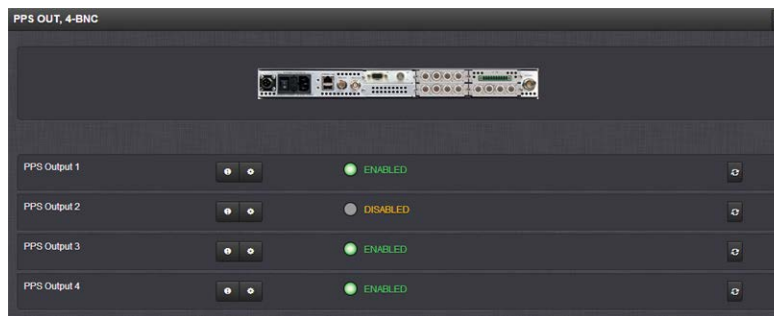 PPS OUT, 4-BNC
PPS Output 1 ENABLED
PPS Output 2 DISABLED
PPS Output 3 ENABLED
PPS Output 4 ENABLED